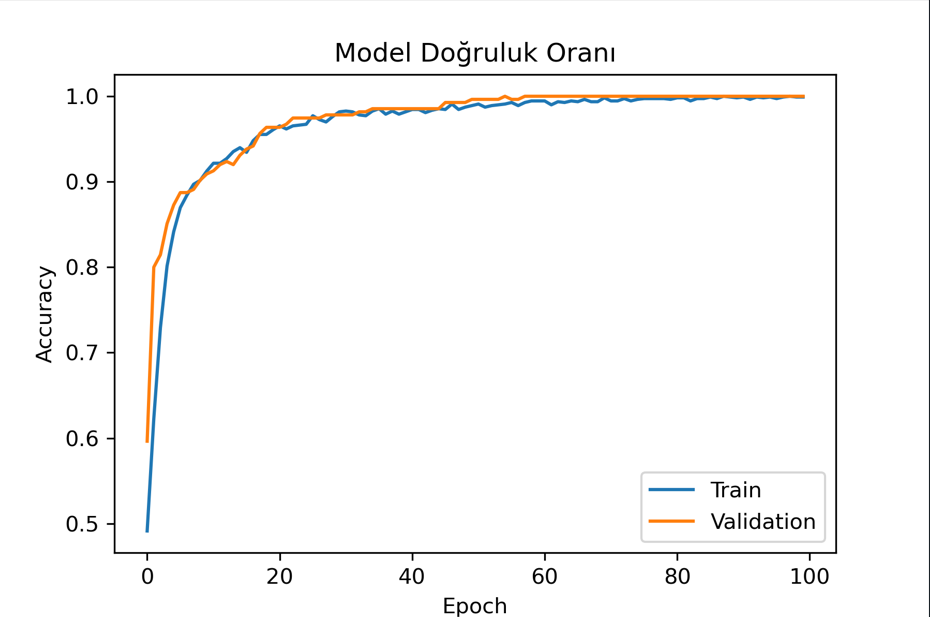 Model Doğruluk Oranı
1.0
0.9
0.8
0.7
0.6
0.5
Accuracy
Train
Validation
0 20 40 60 80 100
Epoch